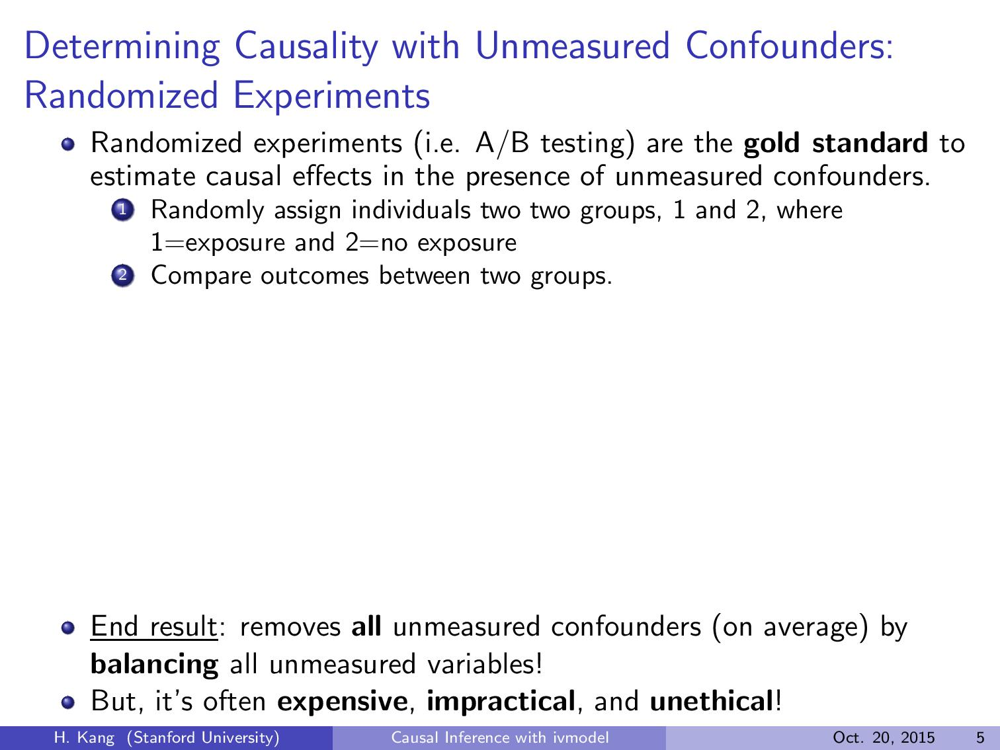 Determining Causality with Unmeasured Confounders:
Randomized Experiments
Randomized experiments (i.e. A/B testing) are the gold standard to
estimate causal effects in the presence of unmeasured confounders.
1 Randomly assign individuals two two groups, 1 and 2, where
1=exposure and 2=no exposure
2 Compare outcomes between two groups.
End result: removes all unmeasured confounders (on average) by
balancing all unmeasured variables!
But, it's often expensive, impractical, and unethical!
H. Kang (Stanford University) Causal Inference with ivmodel Oct. 20, 2015 5